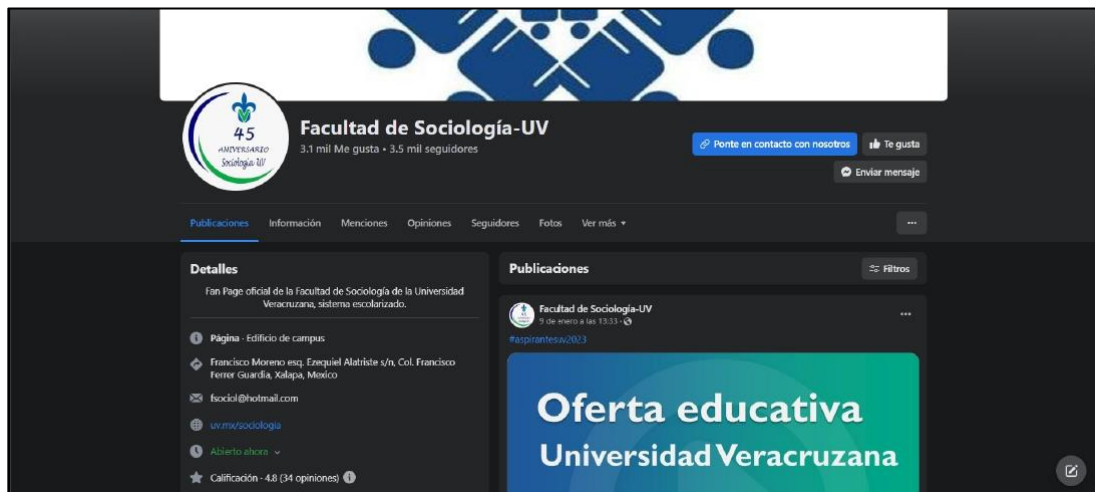 45
ANIVERSARIO
Sociología UV
Facultad de Sociología-UV
3.1 mil Me gusta • 3.5 mil seguidores
Ponte en contacto con nosotros
Te gusta
Enviar mensaje
Publicaciones
Información
Menciones
Opiniones
Seguidores
Fotos
Ver más
Detalles
Fan Page oficial de la Facultad de Sociología de la Universidad
Veracruzana, sistema escolarizado.
Página · Edificio de campus
Francisco Moreno esq. Ezequiel Alatriste s/n, Col. Francisco
Ferrer Guardia, Xalapa, Mexico
fsociol@hotmail.com
uv.mx/sociologia
Abierto ahora
Calificación · 4.8 (34 opiniones)
Publicaciones
Filtros
Facultad de Sociología-UV
9 de enero a las 13:33 ·
#aspirantesuv2023
Oferta educativa
Universidad Veracruzana